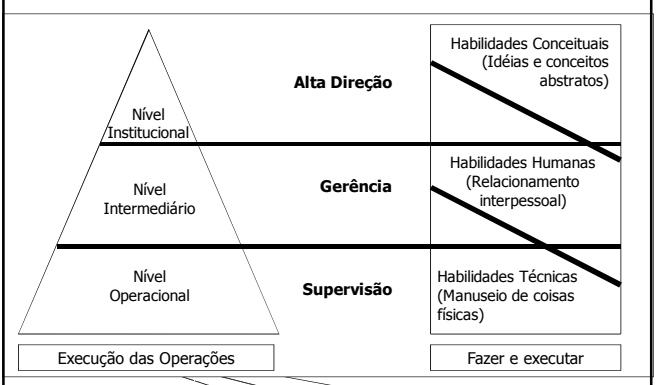 Habilidades Conceituais
(Idéias e conceitos
abstratos)
Alta Direção
Nível
Institucional
Habilidades Humanas
(Relacionamento
interpessoal)
Gerência
Nível
Intermediário
Nível
Operacional
Supervisão
Habilidades Técnicas
(Manuseio de coisas
físicas)
Execução das Operações
Fazer e executar